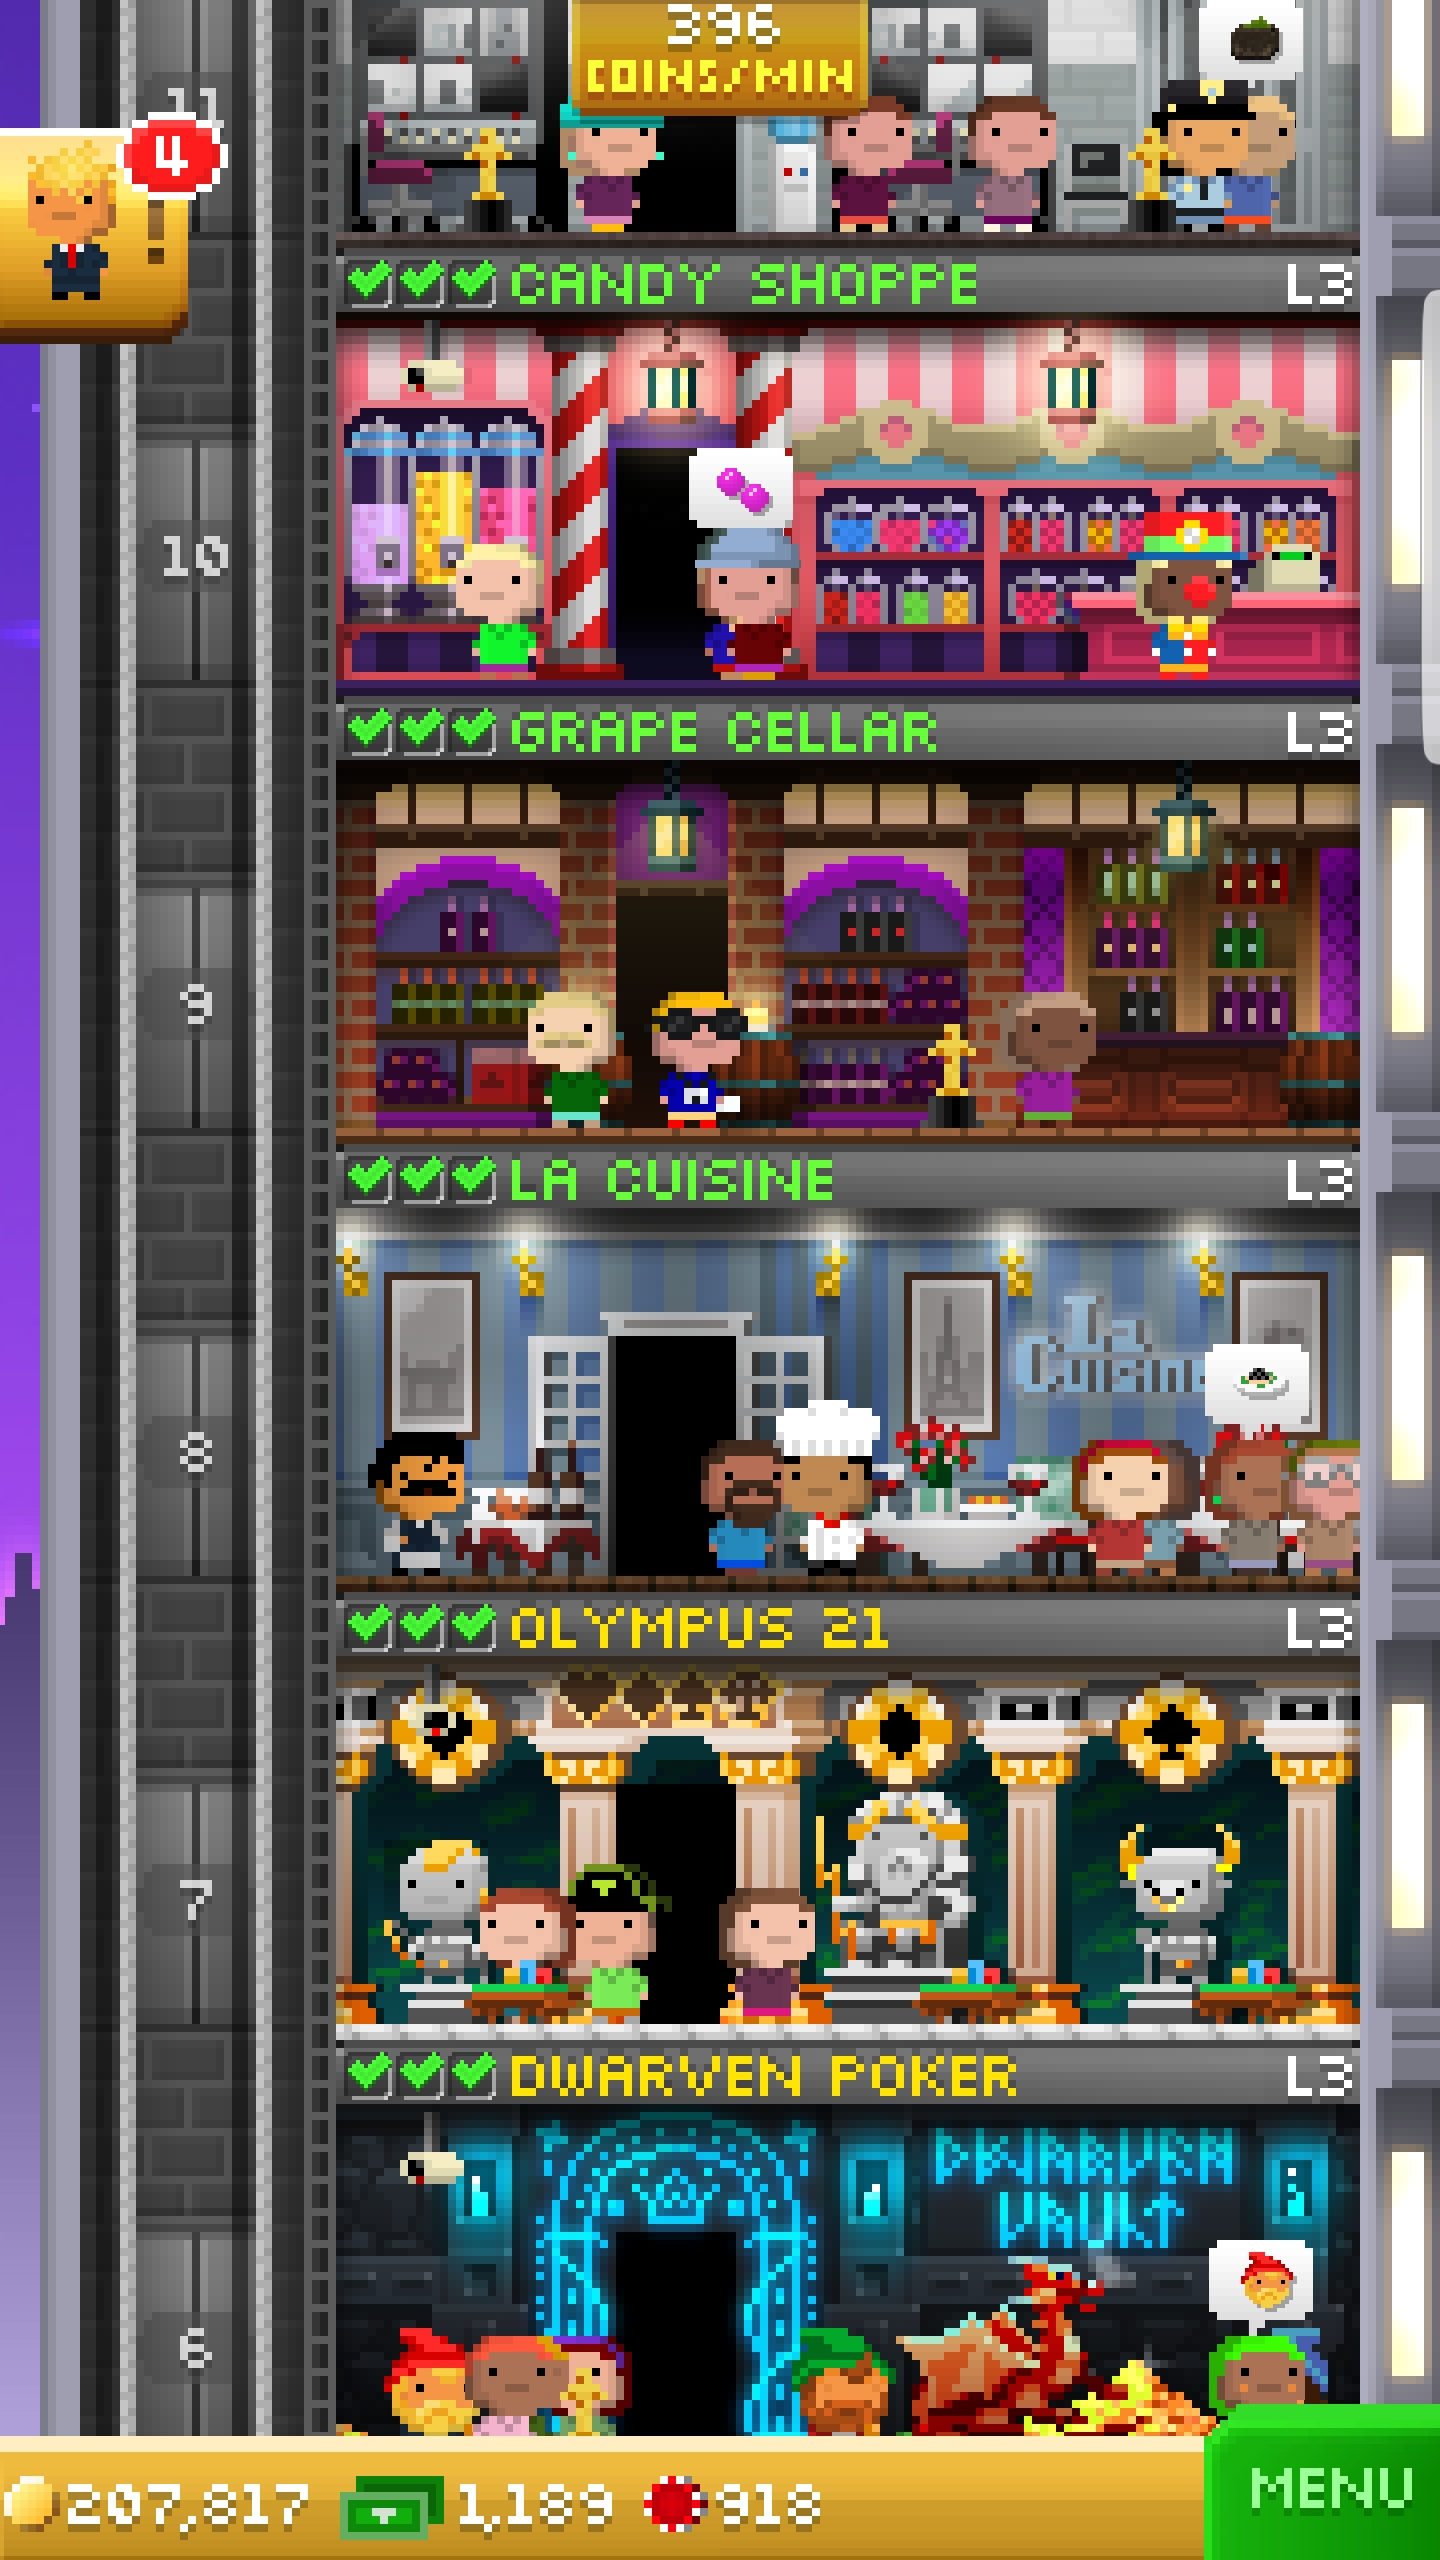 396
COINS/MIN
11
4
!
CANDY SHOPPE L3
10
GRAPE CELLAR L3
9
LA CUISINE L3
La
Cuisine
8
OLYMPUS 21 L3
7
DWARVEN POKER L3
DWARVEN
VAULT
6
207,817 1,189 918
MENU